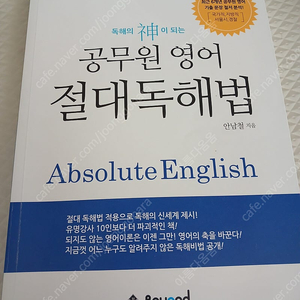 독해의 神이 되는
공무원 영어
절대독해법
안남철 지음
Absolute English
절대 독해법 적용으로 독해의 신세계 제시!
유명강사 10인보다 더 파괴적인 책!
되지도 않는 영어이론은 이젠 그만! 영어의 축을 바꾼다!
지금껏 어느 누구도 알려주지 않은 독해비법 공개!